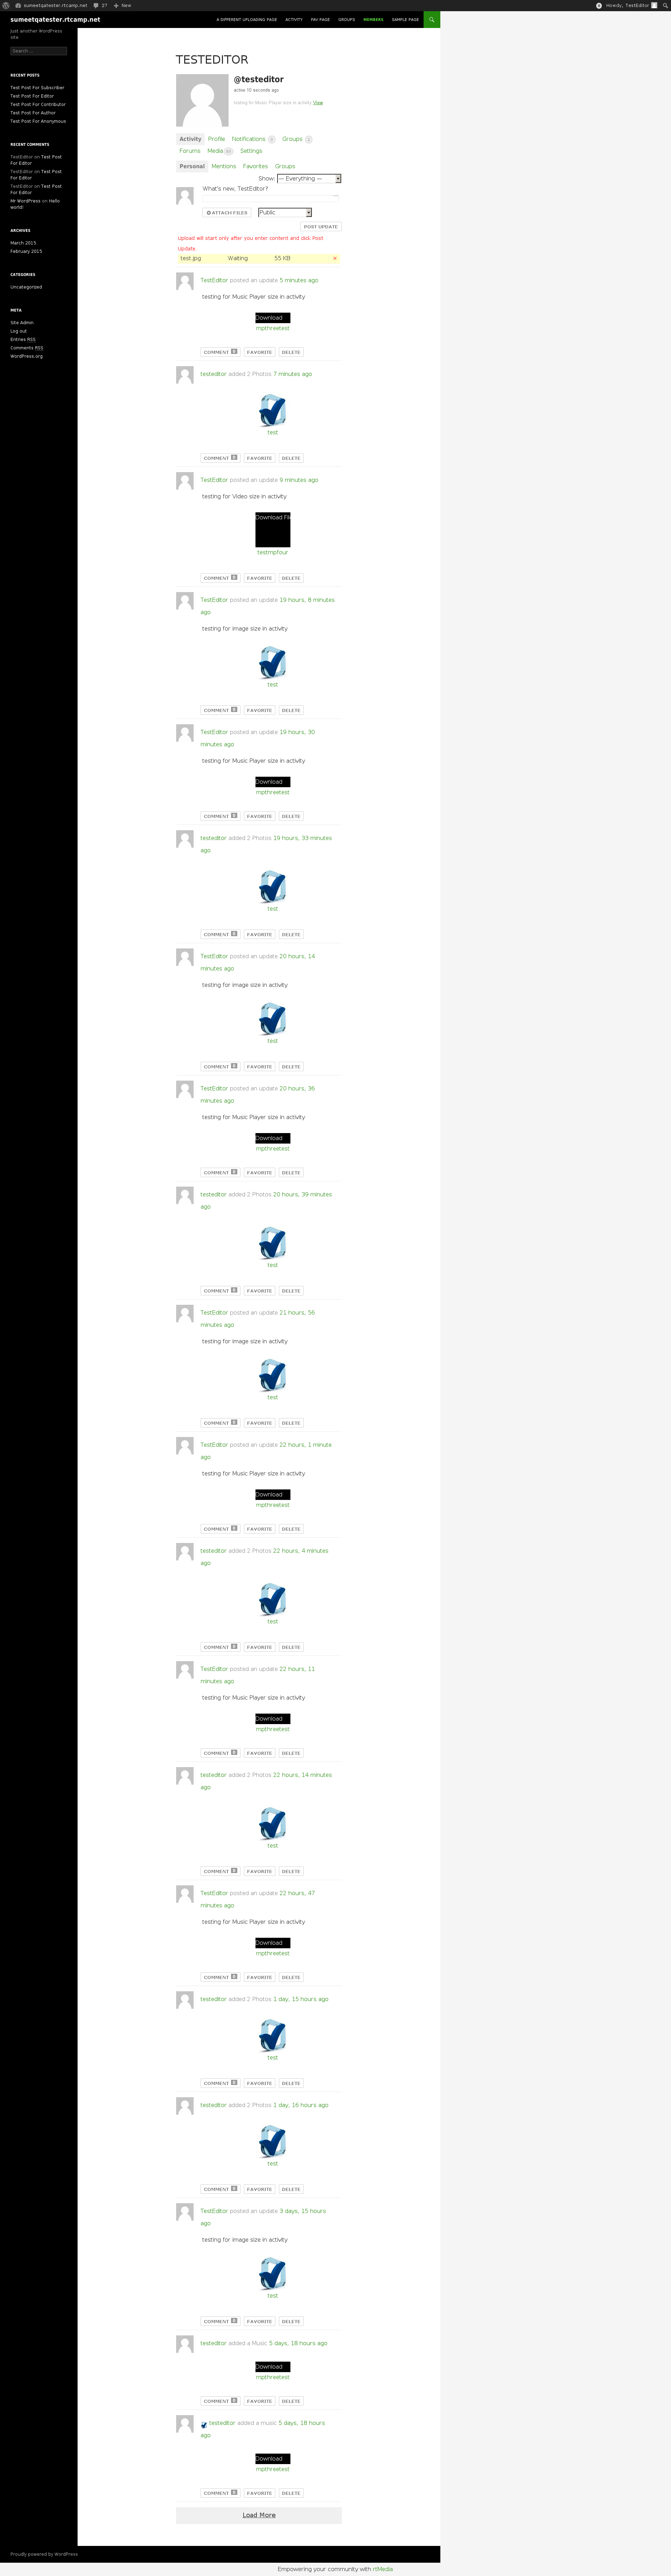 sumeetqatester.rtcamp.net
27
New
0
Howdy, TestEditor
sumeetqatester.rtcamp.net
Just another WordPress
site
Search ...
A DIFFERENT UPLOADING PAGE
ACTIVITY
FAV PAGE
GROUPS
MEMBERS
SAMPLE PAGE
RECENT POSTS
Test Post For Subscriber
Test Post For Editor
Test Post For Contributor
Test Post For Author
Test Post For Anonymous
RECENT COMMENTS
TestEditor on Test Post
For Editor
TestEditor on Test Post
For Editor
TestEditor on Test Post
For Editor
Mr WordPress on Hello
world!
ARCHIVES
March 2015
February 2015
CATEGORIES
Uncategorized
META
Site Admin
Log out
Entries RSS
Comments RSS
WordPress.org
TESTEDITOR
@testeditor
active 10 seconds ago
testing for Music Player size in activity View
Activity Profile Notifications Groups
Forums Media Settings
Personal Mentions Favorites Groups
Show: — Everything —
What's new, TestEditor?
ATTACH FILES
Public
POST UPDATE
Upload will start only after you enter content and click Post
Update.
test.jpg Waiting 55 KB ×
TestEditor posted an update 5 minutes ago
testing for Music Player size in activity
Download
mpthreetest
COMMENT 0 FAVORITE DELETE
testeditor added 2 Photos 7 minutes ago
test
COMMENT 0 FAVORITE DELETE
TestEditor posted an update 9 minutes ago
testing for Video size in activity
Download Fil
testmpfour
COMMENT 0 FAVORITE DELETE
TestEditor posted an update 19 hours, 8 minutes
ago
testing for image size in activity
test
COMMENT 0 FAVORITE DELETE
TestEditor posted an update 19 hours, 30
minutes ago
testing for Music Player size in activity
Download
mpthreetest
COMMENT 0 FAVORITE DELETE
testeditor added 2 Photos 19 hours, 33 minutes
ago
test
COMMENT 0 FAVORITE DELETE
TestEditor posted an update 20 hours, 14
minutes ago
testing for image size in activity
test
COMMENT 0 FAVORITE DELETE
TestEditor posted an update 20 hours, 36
minutes ago
testing for Music Player size in activity
Download
mpthreetest
COMMENT 0 FAVORITE DELETE
testeditor added 2 Photos 20 hours, 39 minutes
ago
test
COMMENT 0 FAVORITE DELETE
TestEditor posted an update 21 hours, 56
minutes ago
testing for image size in activity
test
COMMENT 0 FAVORITE DELETE
TestEditor posted an update 22 hours, 1 minute
ago
testing for Music Player size in activity
Download
mpthreetest
COMMENT 0 FAVORITE DELETE
testeditor added 2 Photos 22 hours, 4 minutes
ago
test
COMMENT 0 FAVORITE DELETE
TestEditor posted an update 22 hours, 11
minutes ago
testing for Music Player size in activity
Download
mpthreetest
COMMENT 0 FAVORITE DELETE
testeditor added 2 Photos 22 hours, 14 minutes
ago
test
COMMENT 0 FAVORITE DELETE
TestEditor posted an update 22 hours, 47
minutes ago
testing for Music Player size in activity
Download
mpthreetest
COMMENT 0 FAVORITE DELETE
testeditor added 2 Photos 1 day, 15 hours ago
test
COMMENT 0 FAVORITE DELETE
testeditor added 2 Photos 1 day, 16 hours ago
test
COMMENT 0 FAVORITE DELETE
TestEditor posted an update 3 days, 15 hours
ago
testing for image size in activity
test
COMMENT 0 FAVORITE DELETE
testeditor added a Music 5 days, 18 hours ago
Download
mpthreetest
COMMENT 0 FAVORITE DELETE
testeditor added a music 5 days, 18 hours
ago
Download
mpthreetest
COMMENT 0 FAVORITE DELETE
Load More
Proudly powered by WordPress
Empowering your community with rtMedia